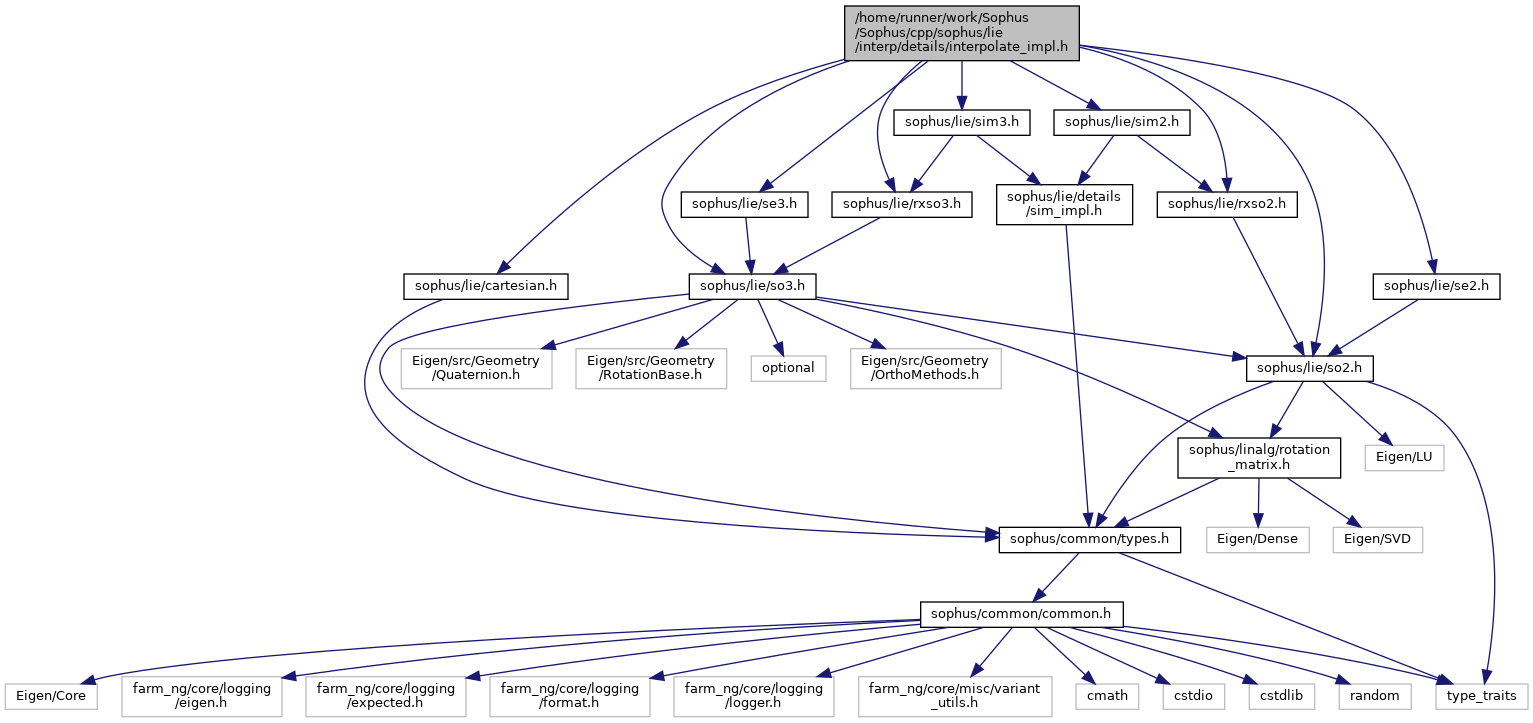 /home/runner/work/Sophus
/Sophus/cpp/sophus/lie
/interp/details/interpolate_impl.h
sophus/lie/sim3.h
sophus/lie/sim2.h
sophus/lie/se3.h
sophus/lie/rxso3.h
sophus/lie/details
/sim_impl.h
sophus/lie/rxso2.h
sophus/lie/cartesian.h
sophus/lie/so3.h
sophus/lie/se2.h
Eigen/src/Geometry
/Quaternion.h
Eigen/src/Geometry
/RotationBase.h
optional
Eigen/src/Geometry
/OrthoMethods.h
sophus/lie/so2.h
sophus/linalg/rotation
_matrix.h
Eigen/LU
sophus/common/types.h
Eigen/Dense
Eigen/SVD
sophus/common/common.h
Eigen/Core
farm_ng/core/logging
/eigen.h
farm_ng/core/logging
/expected.h
farm_ng/core/logging
/format.h
farm_ng/core/logging
/logger.h
farm_ng/core/misc/variant
_utils.h
cmath
cstdio
cstdlib
random
type_traits